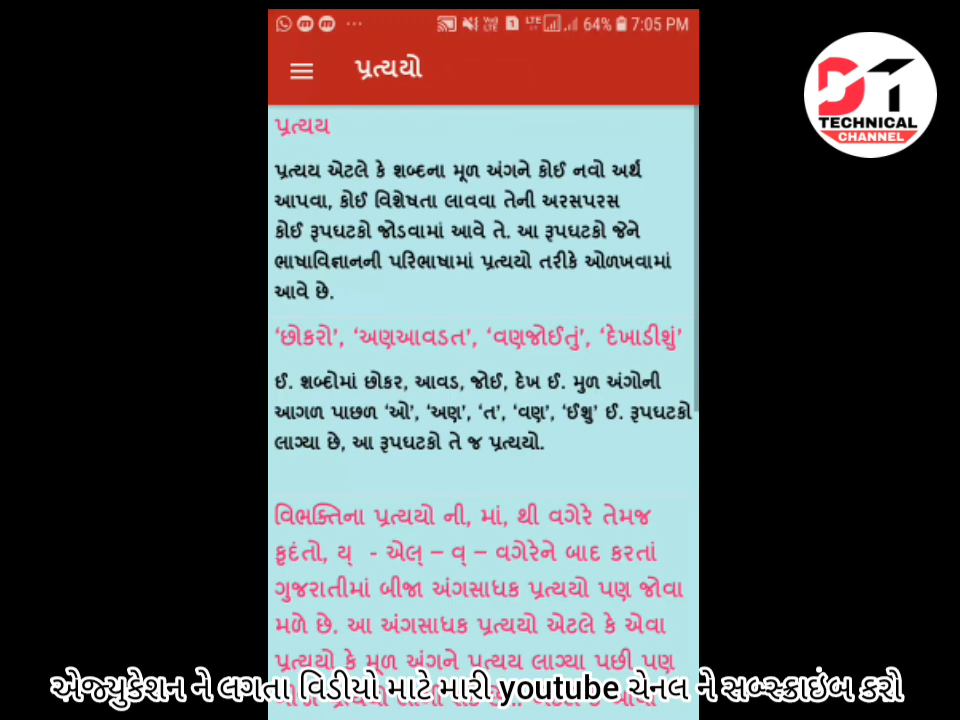 64% 7:05 PM
પ્રત્યયો
DT
TECHNICAL
CHANNEL
પ્રત્યય
પ્રત્યય એટલે કે શબ્દના મૂળ અંગને કોઈ નવો અર્થ
આપવા, કોઈ વિશેષતા લાવવા તેની અરસપરસ
કોઈ રૂપઘટકો જોડવામાં આવે તે. આ રૂપઘટકો જેને
ભાષાવિજ્ઞાનની પરિભાષામાં પ્રત્યયો તરીકે ઓળખવામાં
આવે છે.
‘છોકરો’, ‘અણઆવડત’, ‘વણજોઈતું’, ‘દેખાડીશું’
ઈ. શબ્દોમાં છોકર, આવડ, જોઈ, દેખ ઈ. મુળ અંગોની
આગળ પાછળ ‘ઓ’, ‘અણ’, ‘ત’, ‘વણ’, ‘ઈશુ’ ઈ. રૂપઘટકો
લાગ્યા છે, આ રૂપઘટકો તે જ પ્રત્યયો.
વિભક્તિના પ્રત્યયો ની, માં, થી વગેરે તેમજ
કૃદંતો, ય્ - એલ્ – વ્ – વગેરેને બાદ કરતાં
ગુજરાતીમાં બીજા અંગસાધક પ્રત્યયો પણ જોવા
મળે છે. આ અંગસાધક પ્રત્યયો એટલે કે એવા
પ્રત્યયો કે મૂળ અંગને પ્રત્યય લાગ્યા પછી પણ
એજ્યુકેશન ને લગતા વિડીયો માટે મારી youtube ચેનલ ને સબ્સ્ક્રાઇબ કરો